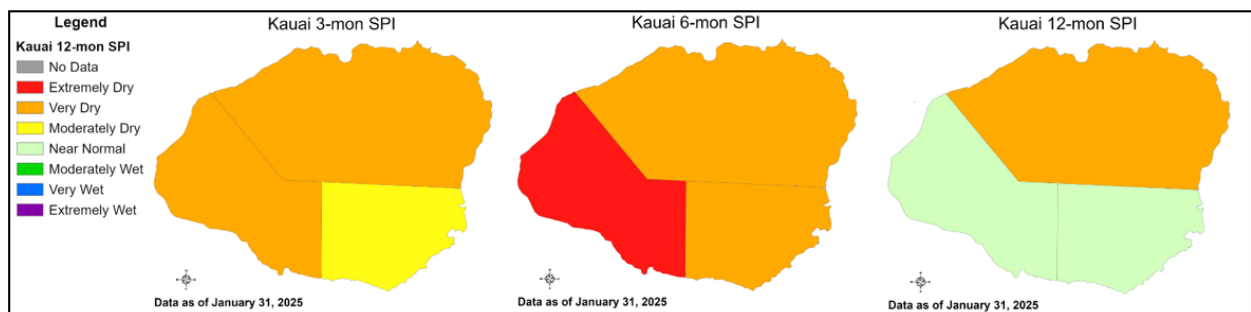 Legend
Kauai 12-mon SPI
No Data
Extremely Dry
Very Dry
Moderately Dry
Near Normal
Moderately Wet
Very Wet
Extremely Wet
Kauai 3-mon SPI
Data as of January 31, 2025
Kauai 6-mon SPI
Data as of January 31, 2025
Kauai 12-mon SPI
Data as of January 31, 2025